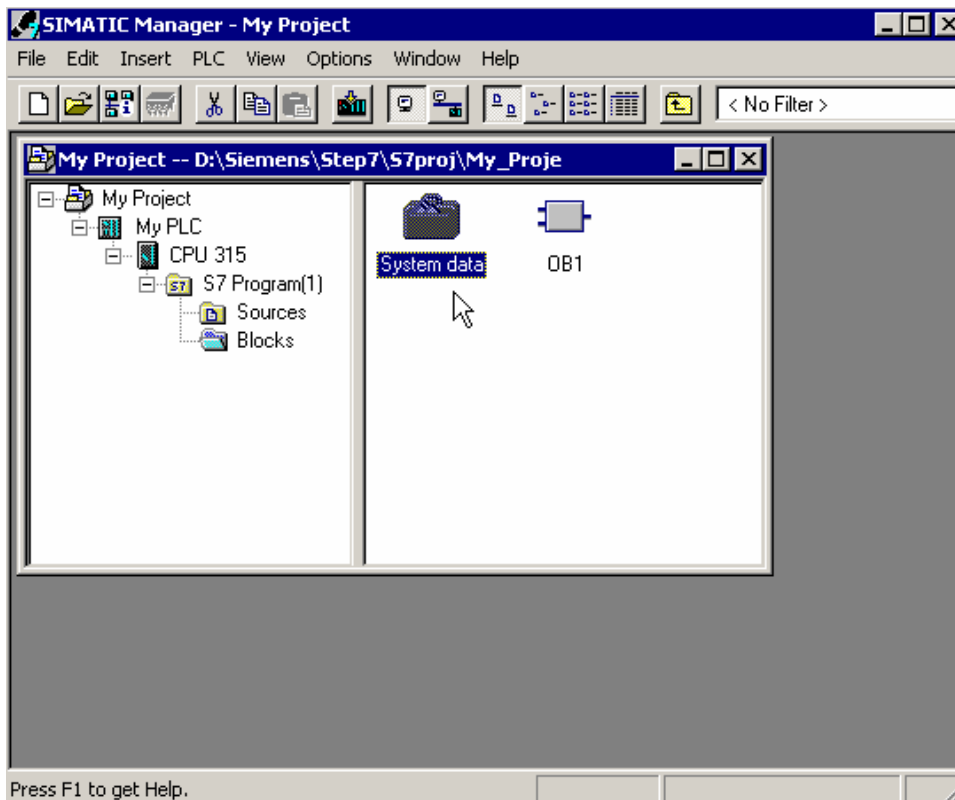 SIMATIC Manager - My Project
File Edit Insert PLC View Options Window Help
< No Filter >
My Project -- D:\Siemens\Step7\S7proj\My_Proje
My Project
My PLC
CPU 315
S7 Program(1)
Sources
Blocks
System data
OB1
Press F1 to get Help.